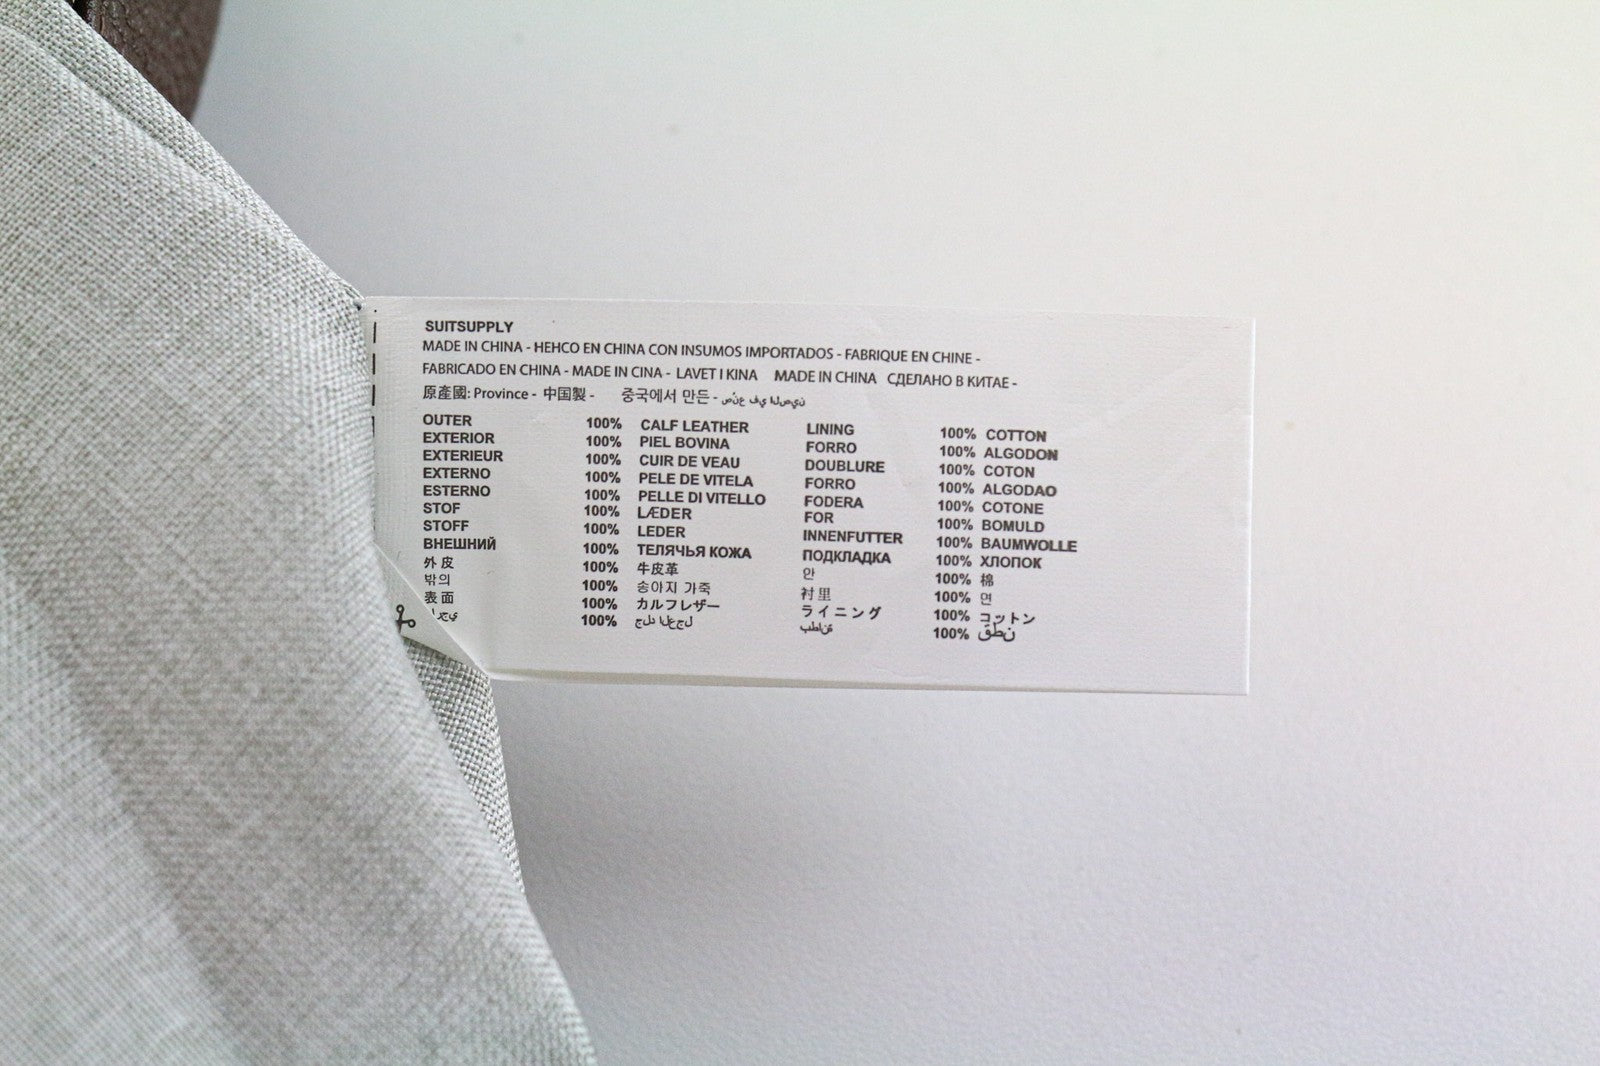 SUITSUPPLY
MADE IN CHINA - HEHCO EN CHINA CON INSUMOS IMPORTADOS - FABRIQUE EN CHINE -
FABRICADO EN CHINA - MADE IN CINA - LAVET I KINA MADE IN CHINA СДЕЛАНО В КИТАЕ -
原產國: Province - 中国製 - 중국에서 만든 - صنع في الصين
OUTER 100% CALF LEATHER LINING 100% COTTON
EXTERIOR 100% PIEL BOVINA FORRO 100% ALGODON
EXTERIEUR 100% CUIR DE VEAU DOUBLURE 100% COTON
EXTERNO 100% PELE DE VITELA FORRO 100% ALGODAO
ESTERNO 100% PELLE DI VITELLO FODERA 100% COTONE
STOF 100% LÆDER FOR 100% BOMULD
STOFF 100% LEDER INNENFUTTER 100% BAUMWOLLE
ВНЕШНИЙ 100% ТЕЛЯЧЬЯ КОЖА ПОДКЛАДКА 100% ХЛОПОК
外皮 100% 牛皮革 안 100% 棉
밖의 100% 송아지 가죽 衬里 100% 면
表面 100% カルフレザー ライニング 100% コットン
100% جلد العجل بطانة 100% قطن